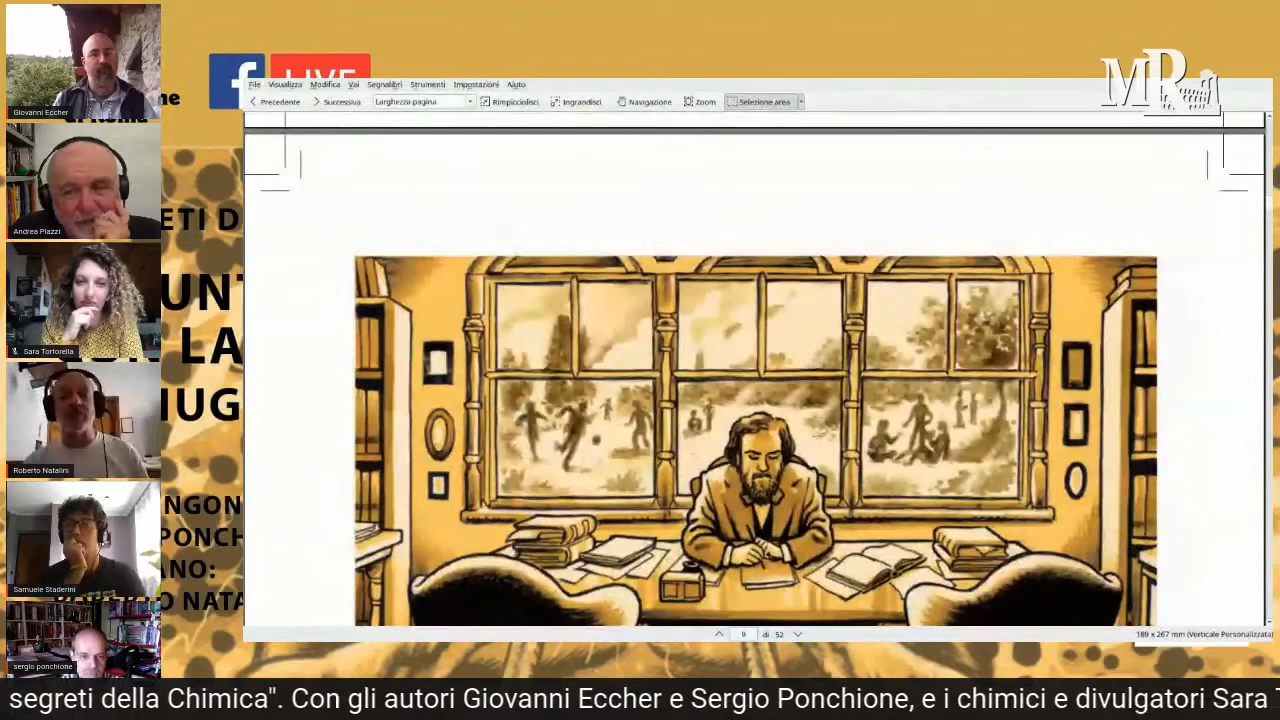 Giovanni Eccher
Andrea Plazzi
Sara Tortorella
Roberto Natalini
Samuele Staderini
sergio ponchione
f LIVE
MR
File Visualizza Modifica Vai Segnalibri Strumenti Impostazioni Aiuto
Precedente Successiva Larghezza pagina Rimpicciolisci Ingrandisci Navigazione Zoom Selezione area
ETI D
UNT
LA
IUG
NGON
PONCH
ANO:
O NATA
9 di 52
189 x 267 mm (Verticale Personalizzata)
segreti della Chimica". Con gli autori Giovanni Eccher e Sergio Ponchione, e i chimici e divulgatori Sara